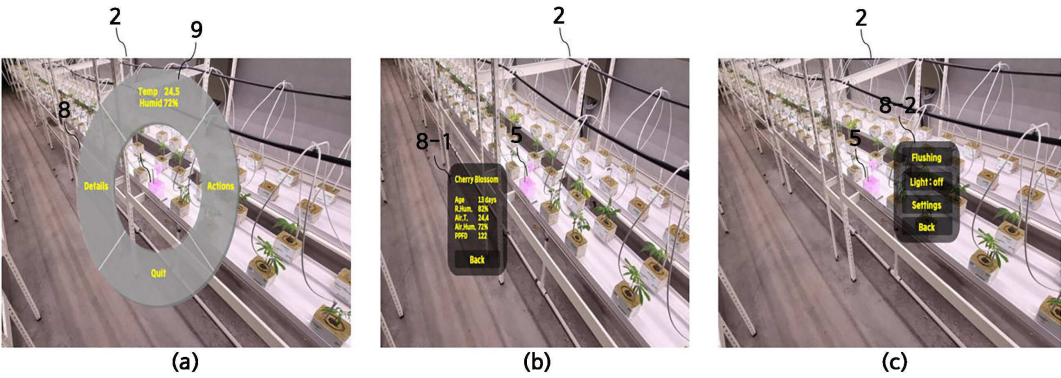 2
9
Temp 24,5
Humid 72%
8
Details
Actions
Quit
(a)
2
8-1
5
Cherry Blossom
Age 13 days
R.Hum. 82%
Air.T. 24,4
Air.Hum. 72%
PPFD 122
Back
(b)
2
8-2
5
Flushing
Light : off
Settings
Back
(c)